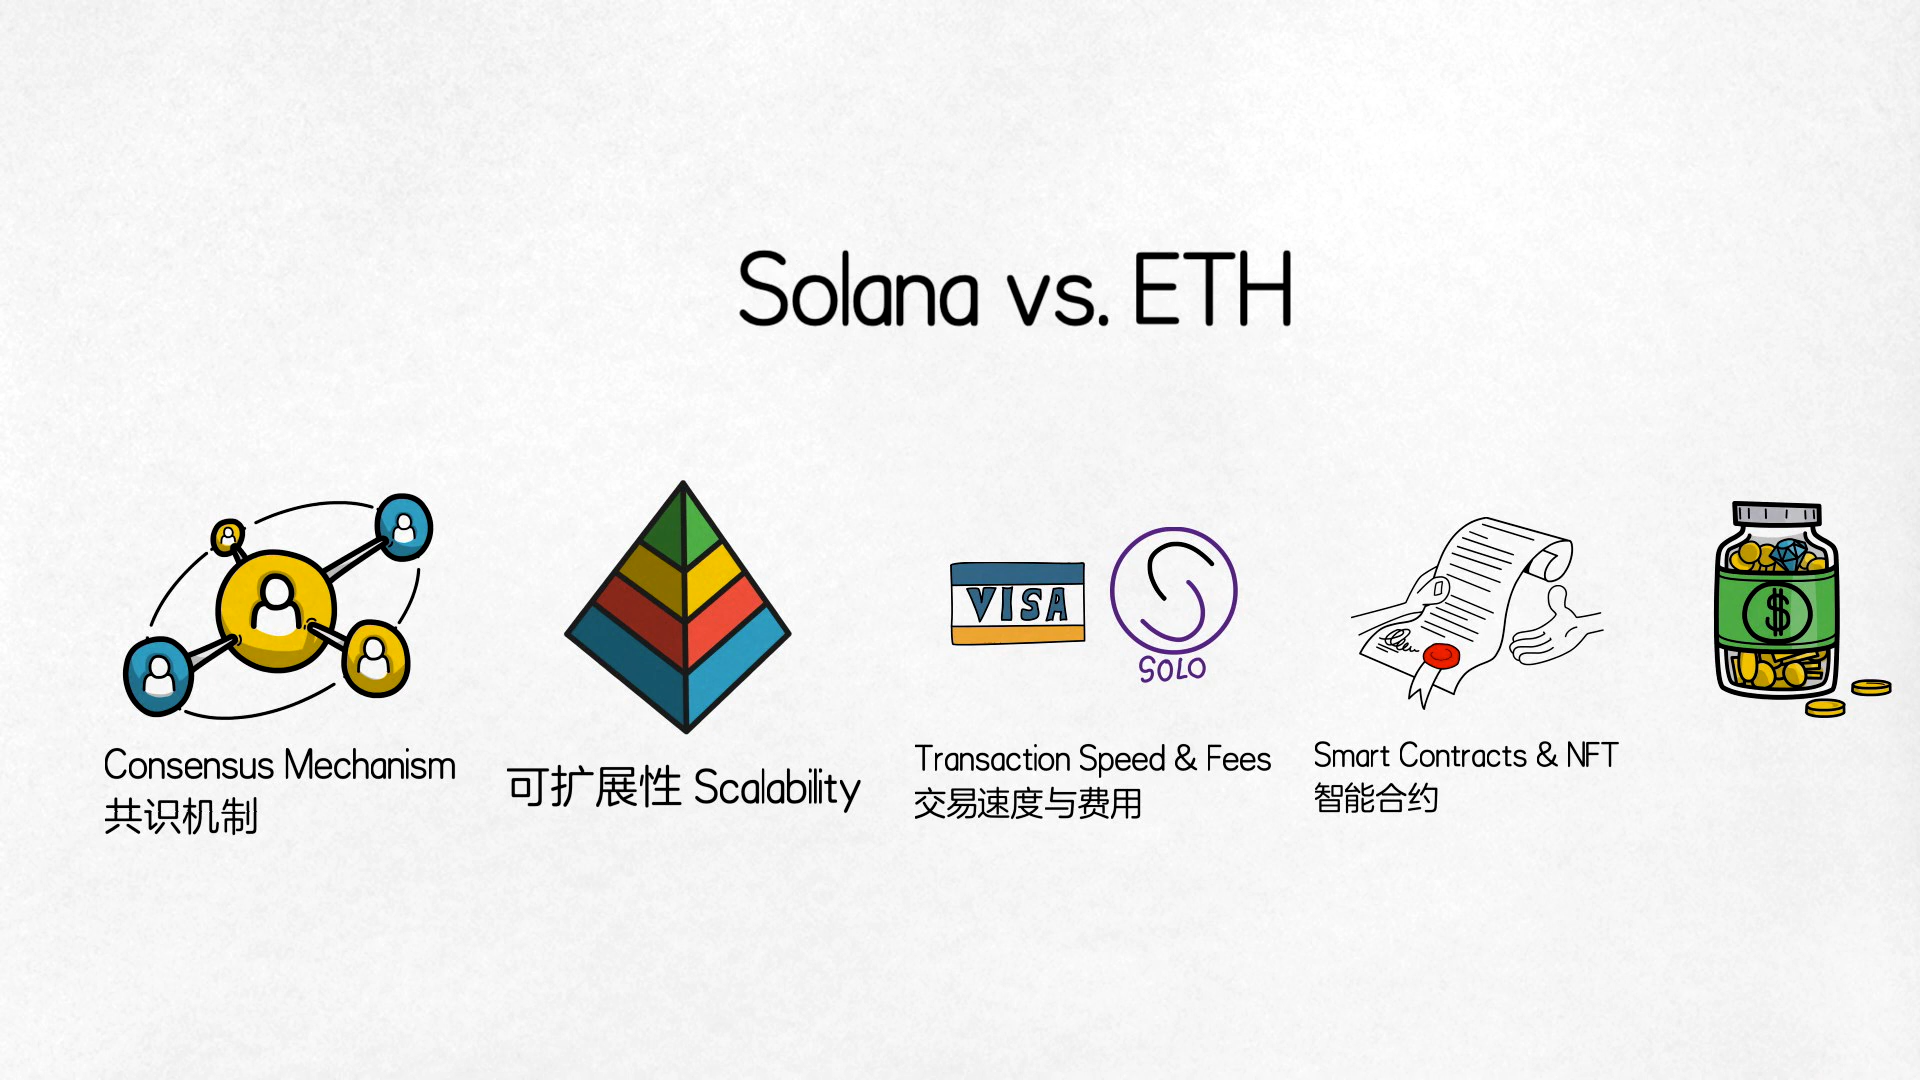 Solana vs. ETH
VISA
SOLO
Consensus Mechanism
共识机制
可扩展性 Scalability
Transaction Speed & Fees
交易速度与费用
Smart Contracts & NFT
智能合约
$